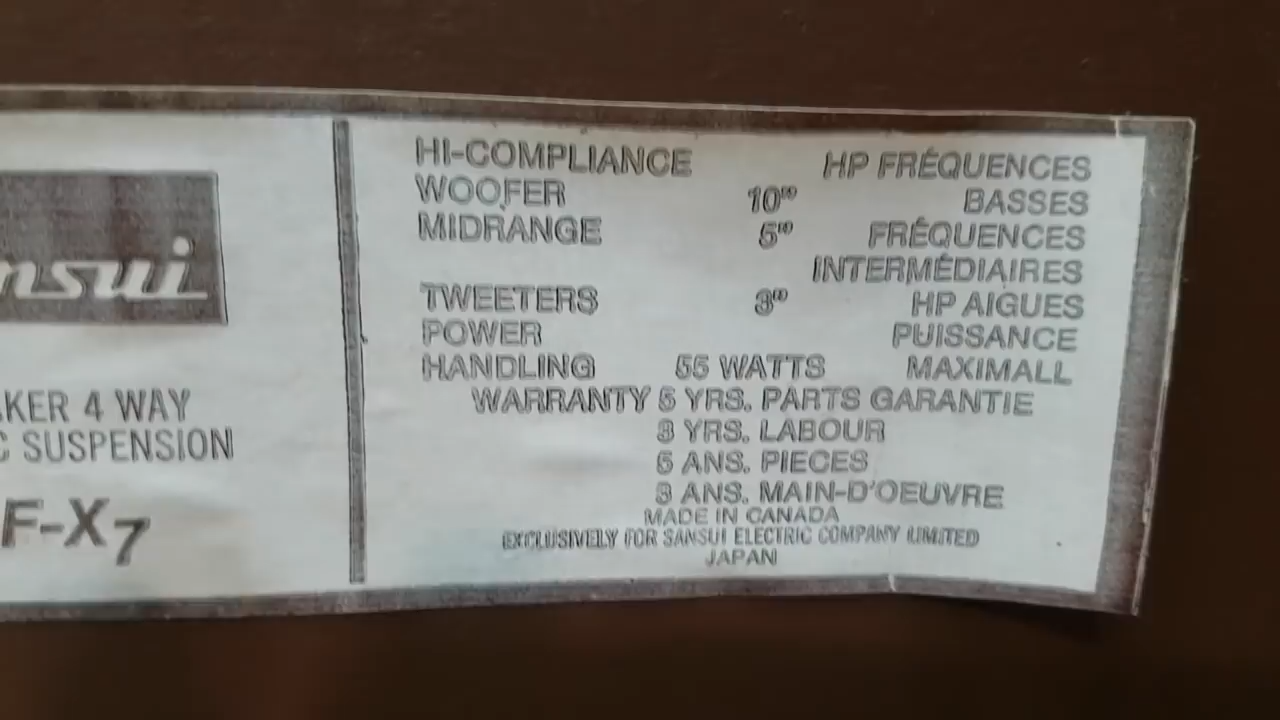 nsui
KER 4 WAY
C SUSPENSION
F-X7
HI-COMPLIANCE HP FRÉQUENCES
WOOFER 10" BASSES
MIDRANGE 5" FRÉQUENCES
INTERMÉDIAIRES
TWEETERS 3" HP AIGUES
POWER PUISSANCE
HANDLING 55 WATTS MAXIMALL
WARRANTY 5 YRS. PARTS GARANTIE
3 YRS. LABOUR
5 ANS. PIECES
3 ANS. MAIN-D'OEUVRE
MADE IN CANADA
EXCLUSIVELY FOR SANSUI ELECTRIC COMPANY LIMITED
JAPAN